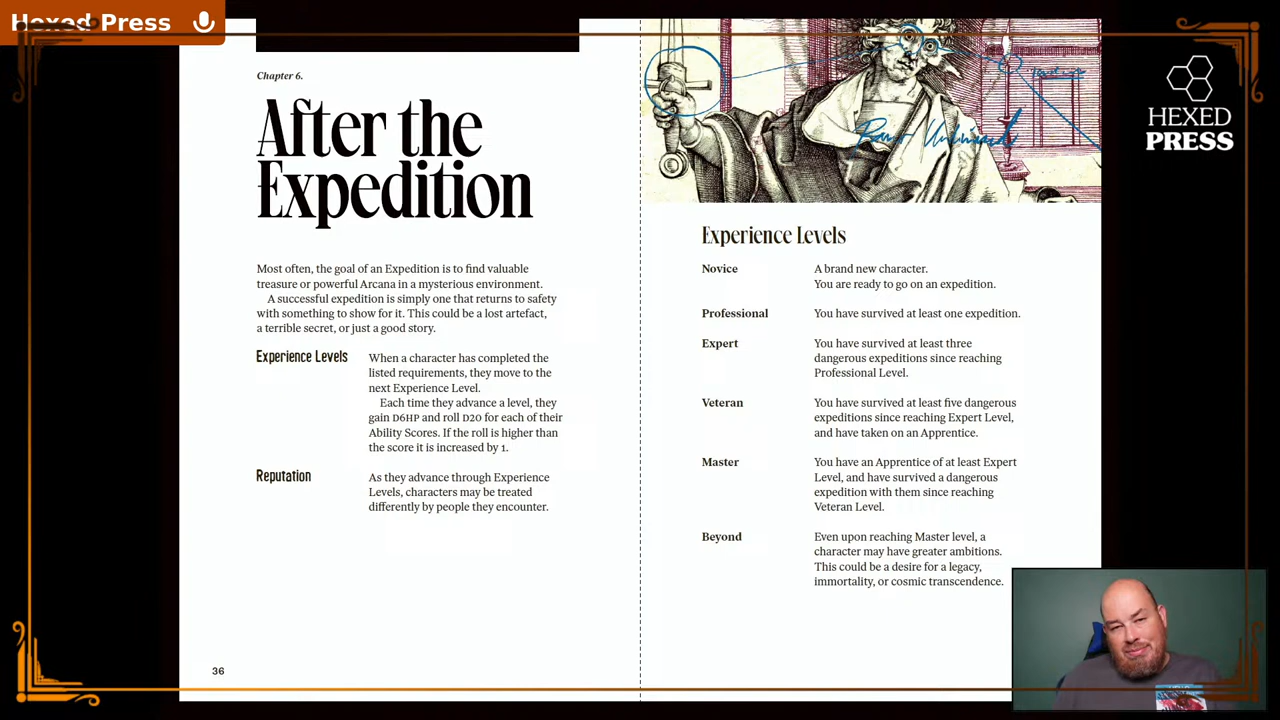 Hexed Press
HEXED
PRESS
Chapter 6.
After the
Expedition
Most often, the goal of an Expedition is to find valuable
treasure or powerful Arcana in a mysterious environment.
A successful expedition is simply one that returns to safety
with something to show for it. This could be a lost artefact,
a terrible secret, or just a good story.
Experience Levels
When a character has completed the
listed requirements, they move to the
next Experience Level.
Each time they advance a level, they
gain D6HP and roll D20 for each of their
Ability Scores. If the roll is higher than
the score it is increased by 1.
Reputation
As they advance through Experience
Levels, characters may be treated
differently by people they encounter.
36
Experience Levels
Novice
A brand new character.
You are ready to go on an expedition.
Professional
You have survived at least one expedition.
Expert
You have survived at least three
dangerous expeditions since reaching
Professional Level.
Veteran
You have survived at least five dangerous
expeditions since reaching Expert Level,
and have taken on an Apprentice.
Master
You have an Apprentice of at least Expert
Level, and have survived a dangerous
expedition with them since reaching
Veteran Level.
Beyond
Even upon reaching Master level, a
character may have greater ambitions.
This could be a desire for a legacy,
immortality, or cosmic transcendence.